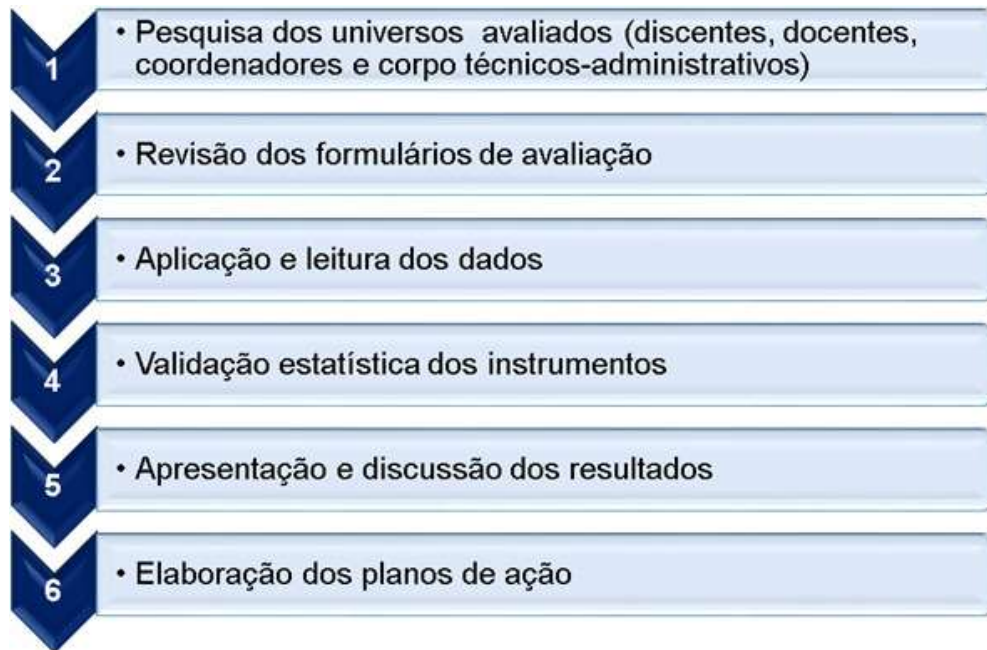 1
• Pesquisa dos universos avaliados (discentes, docentes,
coordenadores e corpo técnicos-administrativos)
2
• Revisão dos formulários de avaliação
3
• Aplicação e leitura dos dados
4
• Validação estatística dos instrumentos
5
• Apresentação e discussão dos resultados
6
• Elaboração dos planos de ação